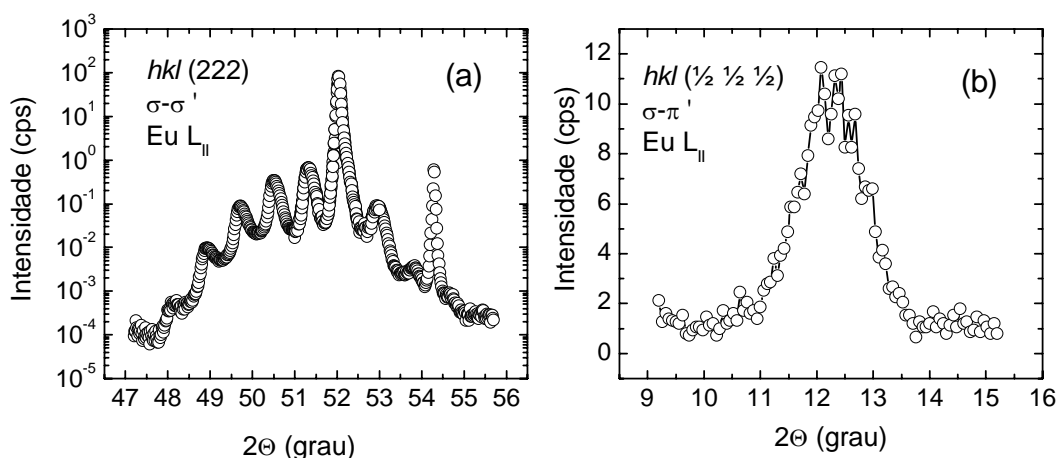 10³
10²
10¹
10⁰
10⁻¹
10⁻²
10⁻³
10⁻⁴
10⁻⁵
Intensidade (cps)
hkl (222)
σ-σ '
Eu L_II
(a)
47 48 49 50 51 52 53 54 55 56
2Θ (grau)
12
10
8
6
4
2
0
Intensidade (cps)
hkl (½ ½ ½)
σ-π '
Eu L_II
(b)
9 10 11 12 13 14 15 16
2Θ (grau)